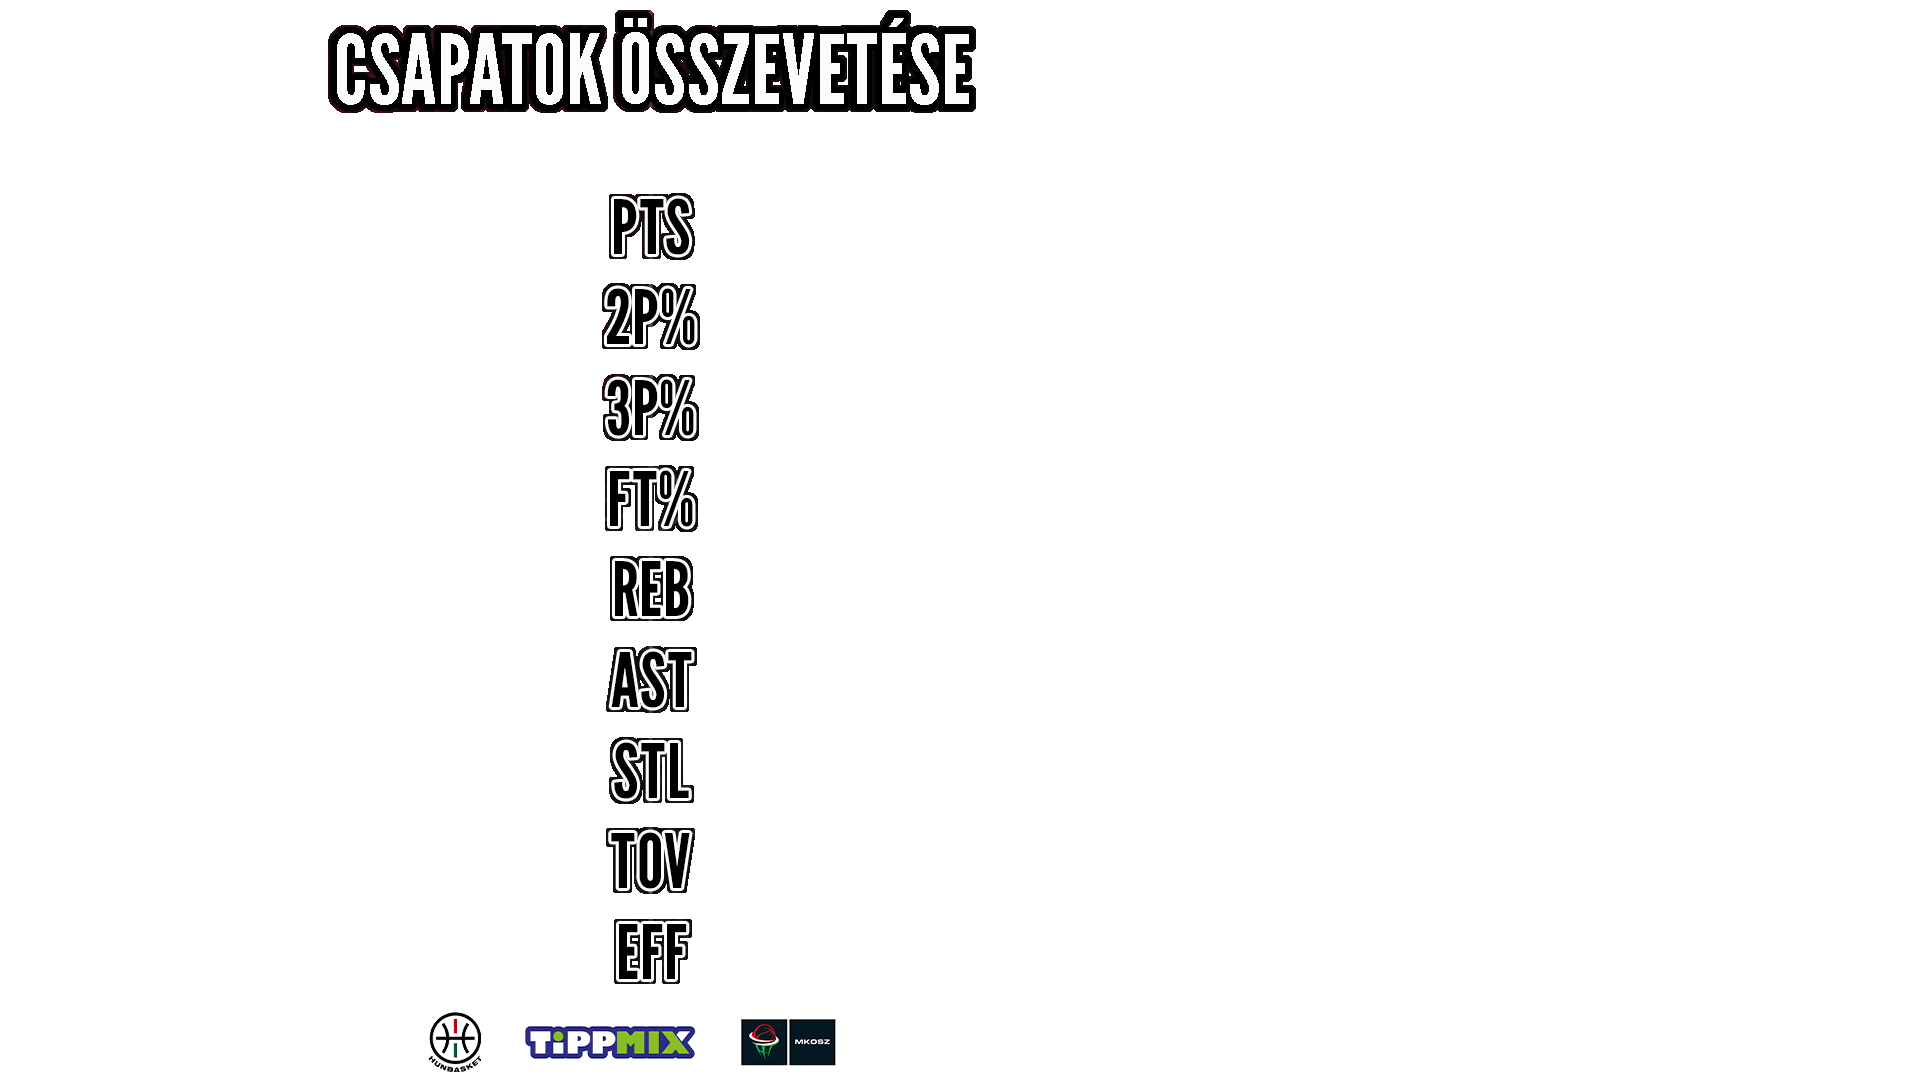 CSAPATOK ÖSSZEVETÉSE
PTS
2P%
3P%
FT%
REB
AST
STL
TOV
EFF
HUNBASKET
TiPPMIX
MKOSZ